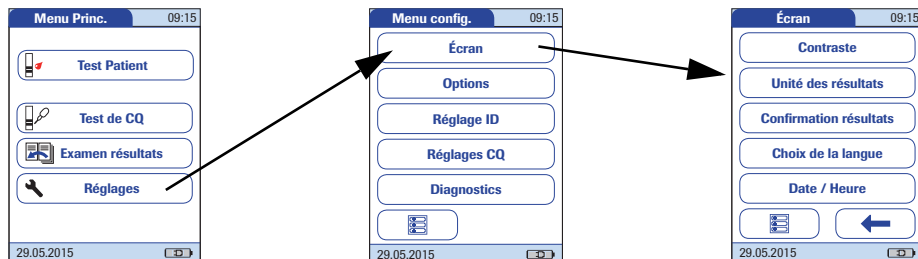 Menu Princ. 09:15
Test Patient
Test de CQ
Examen résultats
Réglages
29.05.2015
Menu config. 09:15
Écran
Options
Réglage ID
Réglages CQ
Diagnostics
29.05.2015
Écran 09:15
Contraste
Unité des résultats
Confirmation résultats
Choix de la langue
Date / Heure
29.05.2015